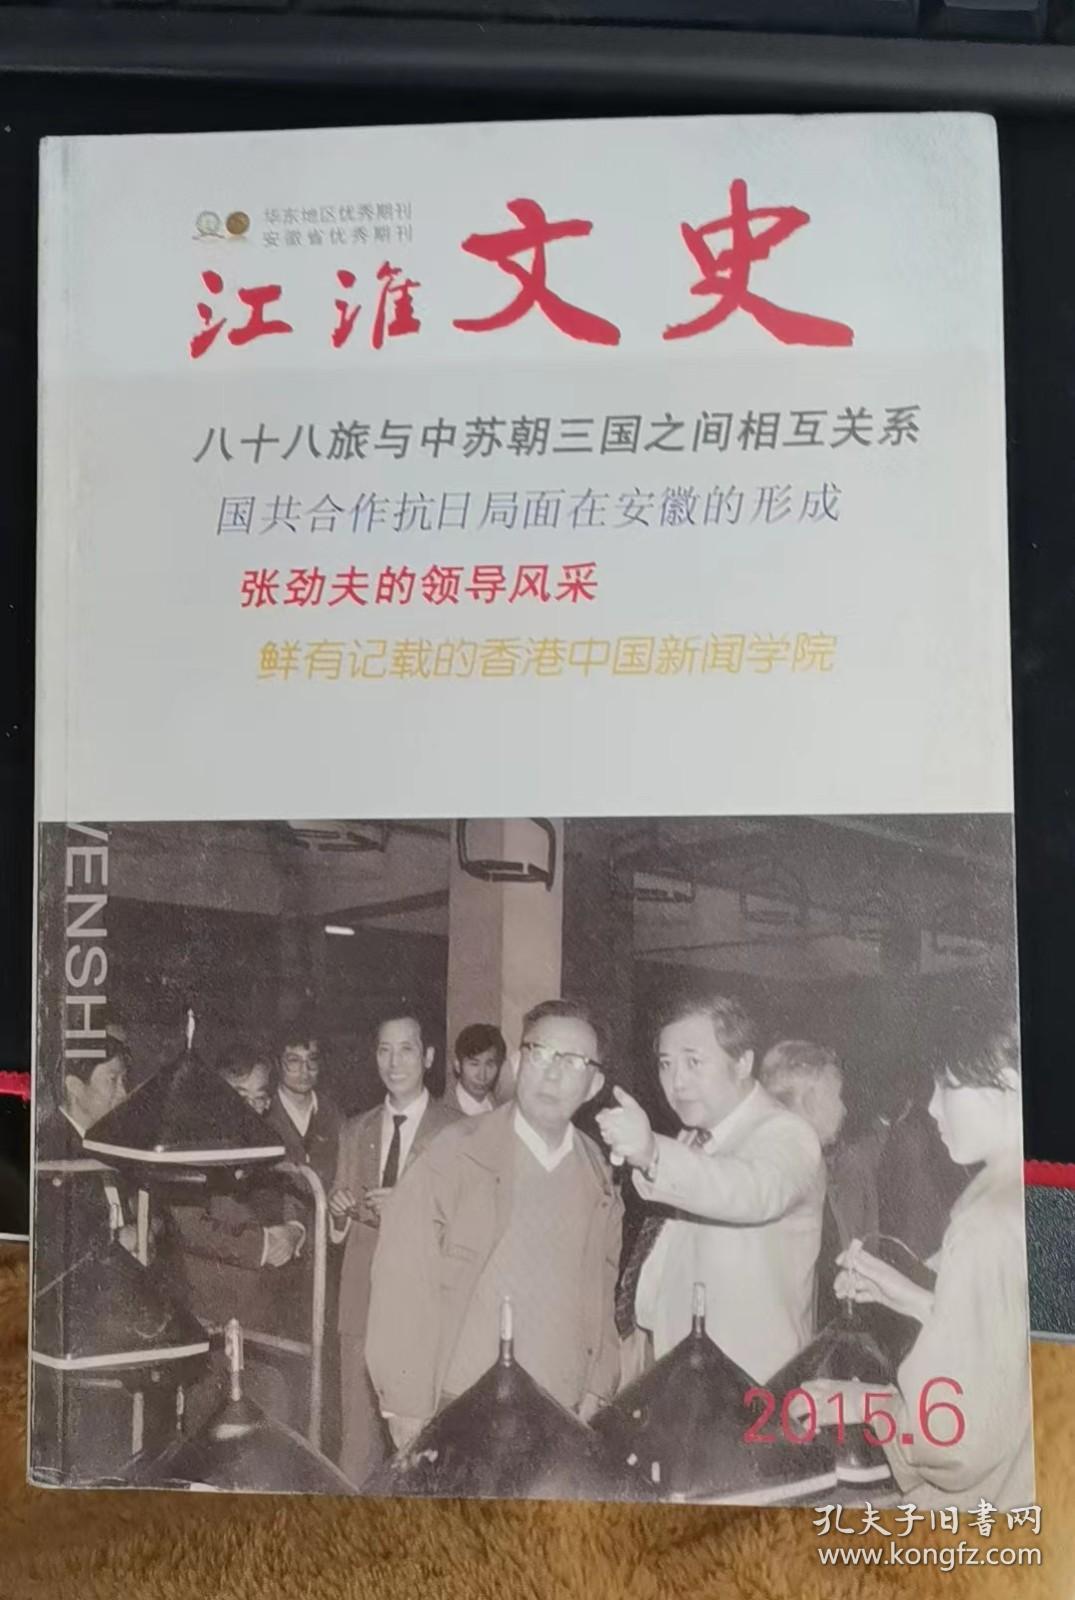 华东地区优秀期刊
安徽省优秀期刊
江淮文史
八十八旅与中苏朝三国之间相互关系
国共合作抗日局面在安徽的形成
张劲夫的领导风采
鲜有记载的香港中国新闻学院
WENSHI
2015.6
孔夫子旧书网
www.kongfz.com